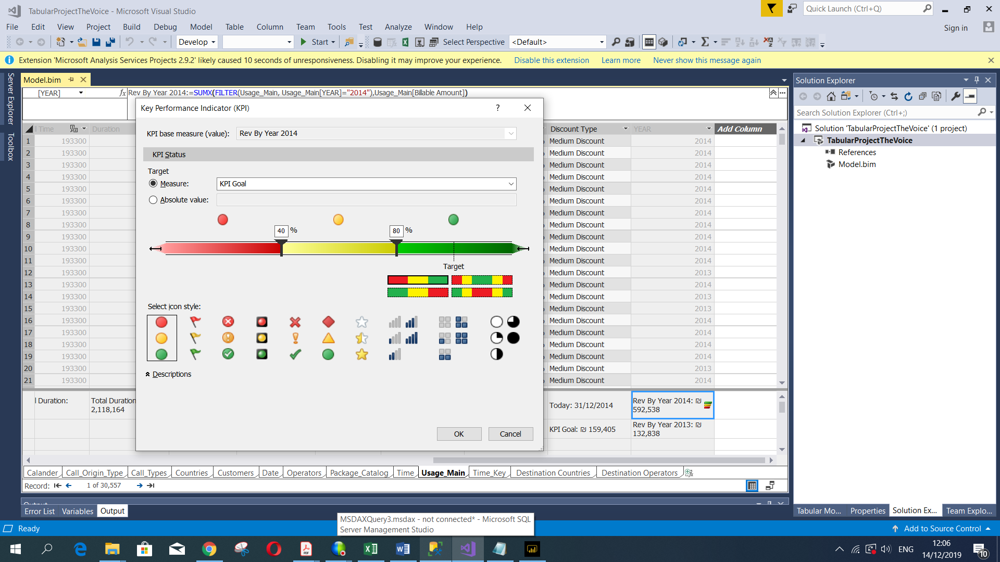 TabularProjectTheVoice - Microsoft Visual Studio
Quick Launch (Ctrl+Q)
File Edit View Project Build Debug Model Table Column Team Tools Test Analyze Window Help
Sign in
Develop Start Select Perspective <Default>
Extension 'Microsoft Analysis Services Projects 2.9.2' likely caused 10 seconds of unresponsiveness. Disabling it may improve your experience. Disable this extension Learn more Never show this message again
Server Explorer
Toolbox
Model.bim
[YEAR] fx Rev By Year 2014:=SUMX(FILTER(Usage_Main, Usage_Main[YEAR]="2014"),Usage_Main[Billable Amount])
Time Duration Discount Type YEAR Add Column
1 193300 Medium Discount 2014
2 193300 Medium Discount 2014
3 193300 Medium Discount 2014
4 193300 Medium Discount 2014
5 193300 Medium Discount 2014
6 193300 Medium Discount 2014
7 193300 Medium Discount 2014
8 193300 Medium Discount 2014
9 193300 Medium Discount 2014
10 193300 Medium Discount 2014
11 193300 Medium Discount 2014
12 193300 Medium Discount 2013
13 193300 Medium Discount 2014
14 193300 Medium Discount 2013
15 193300 Medium Discount 2013
16 193300 Medium Discount 2014
17 193300 Medium Discount 2014
18 193300 Medium Discount 2014
19 193300 Medium Discount 2014
20 193300 Medium Discount 2013
21 193300 Medium Discount 2014
Key Performance Indicator (KPI) ?
KPI base measure (value): Rev By Year 2014
KPI Status
Target
Measure: KPI Goal
Absolute value:
40 % 80 %
Target
Select icon style:
Descriptions
OK Cancel
l Duration: Total Duration
2,118,164
Today: 31/12/2014
Rev By Year 2014: ₪
592,538
KPI Goal: ₪ 159,405
Rev By Year 2013: ₪
132,838
Calander Call_Origin_Type Call_Types Countries Customers Date Operators Package_Catalog Time Usage_Main Time_Key Destination Countries Destination Operators
Record: 1 of 30,557
Output
Error List Variables Output
Solution Explorer
Search Solution Explorer (Ctrl+;)
Solution 'TabularProjectTheVoice' (1 project)
TabularProjectTheVoice
References
Model.bim
Tabular Mo... Properties Solution Ex... Team Explo...
MSDAXQuery3.msdax - not connected* - Microsoft SQL
Server Management Studio
Ready
Add to Source Control
ENG
12:06
14/12/2019
10